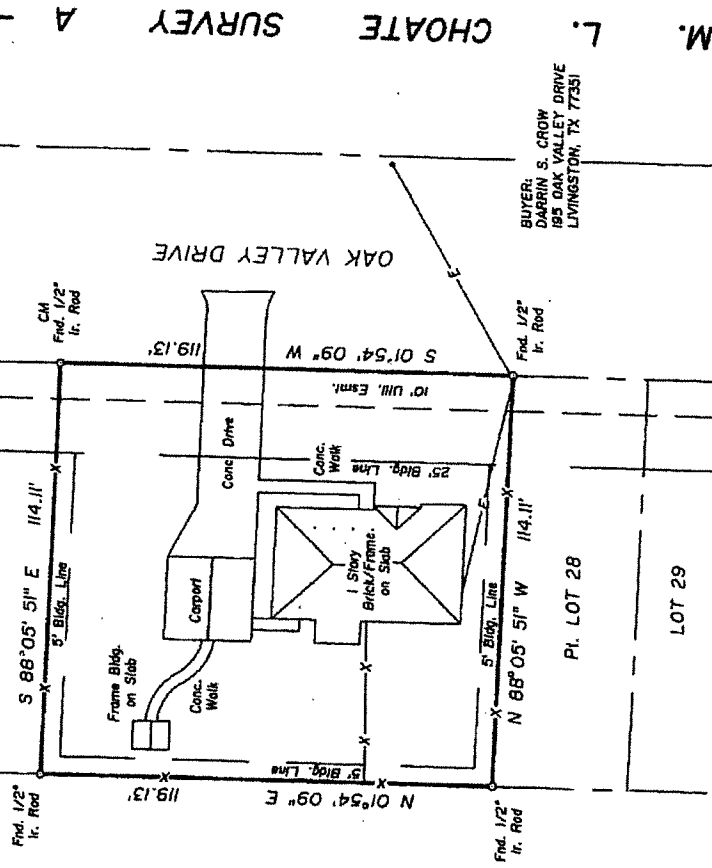 M. L. CHOATE SURVEY A -
BUYER:
DARRIN S. CROW
195 OAK VALLEY DRIVE
LIVINGSTON, TX 77351
OAK VALLEY DRIVE
CM
Fnd. 1/2"
Ir. Rod
Fnd. 1/2"
Ir. Rod
S 01°54' 09" W 119.13'
10' Util. Esmt.
25' Bldg. Line
Conc. Drive
Conc.
Walk
S 88°05' 51" E 114.11'
5' Bldg. Line
Carport
1 Story
Brick/Frame.
on Slab
Frame Bldg.
on Slab
Conc.
Walk
5' Bldg. Line
N 88°05' 51" W 114.11'
Pt. LOT 28
LOT 29
5' Bldg. Line
N 01°54' 09" E 119.13'
Fnd. 1/2"
Ir. Rod
Fnd. 1/2"
Ir. Rod
E
E
X
X
X
X
X
X
X
X